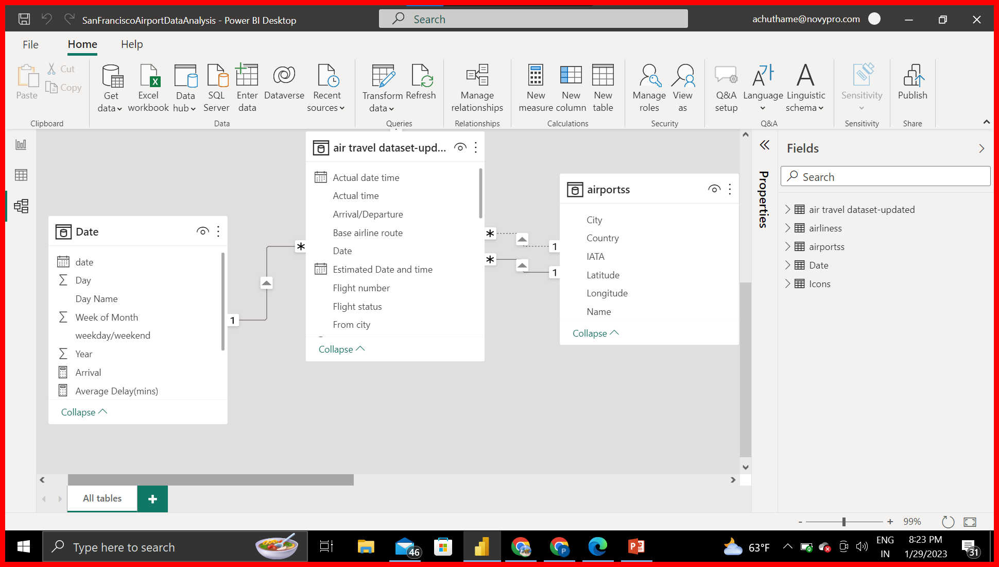 SanFranciscoAirportDataAnalysis - Power BI Desktop
Search
achuthame@novypro.com
File Home Help
Paste
Cut
Copy
Get data
Excel workbook
Data hub
SQL Server
Enter data
Dataverse
Recent sources
Transform data
Refresh
Manage relationships
New measure
New column
New table
Manage roles
View as
Q&A setup
Language
Linguistic schema
Sensitivity
Publish
Clipboard
Data
Queries
Relationships
Calculations
Security
Q&A
Sensitivity
Share
Date
date
Day
Day Name
Week of Month
weekday/weekend
Year
Arrival
Average Delay(mins)
Collapse
1
*
air travel dataset-upd...
Actual date time
Actual time
Arrival/Departure
Base airline route
Date
Estimated Date and time
Flight number
Flight status
From city
Collapse
*
1
*
1
airportss
City
Country
IATA
Latitude
Longitude
Name
Collapse
Properties
Fields
Search
air travel dataset-updated
airliness
airportss
Date
Icons
All tables
+
- + 99%
Type here to search
46
63°F
ENG
IN
8:23 PM
1/29/2023
31